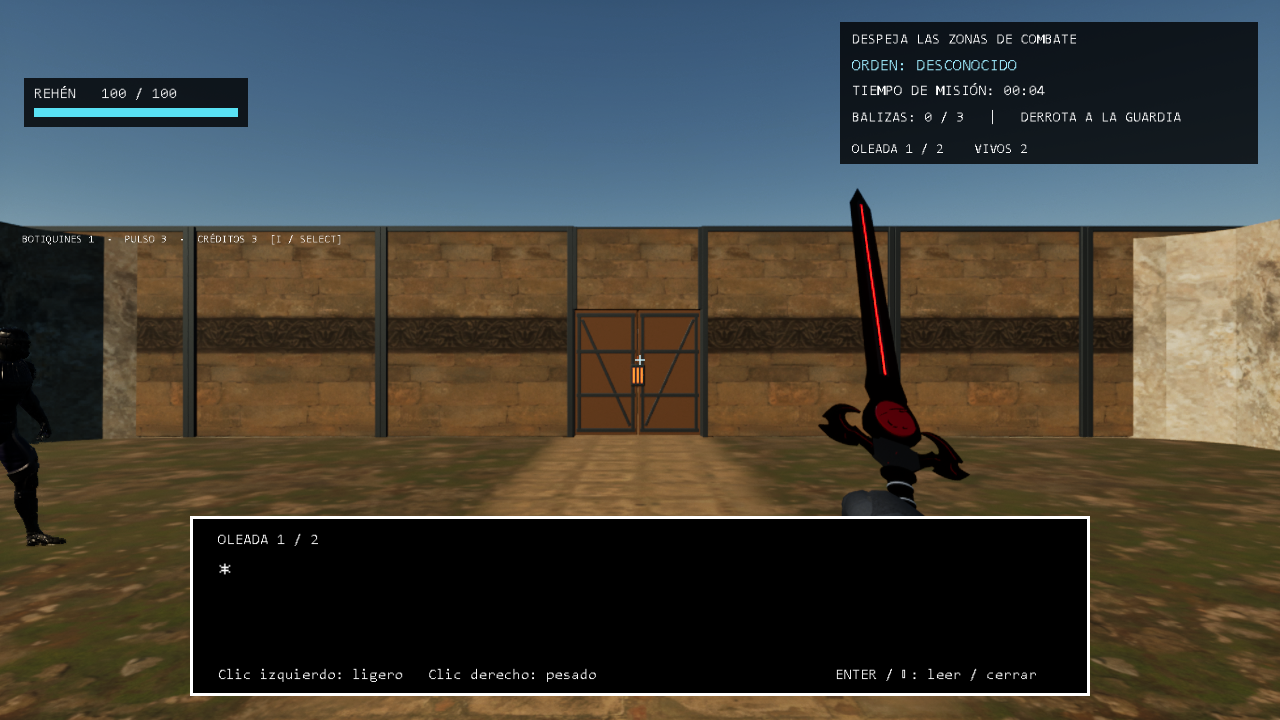 DESPEJA LAS ZONAS DE COMBATE
ORDEN: DESCONOCIDO
REHÉN 100 / 100
TIEMPO DE MISIÓN: 00:04
BALIZAS: 0 / 3 | DERROTA A LA GUARDIA
OLEADA 1 / 2 VIVOS 2
BOTIQUINES 1 - PULSO 3 - CRÉDITOS 3 [I / SELECT]
OLEADA 1 / 2
*
Clic izquierdo: ligero Clic derecho: pesado
ENTER / : leer / cerrar